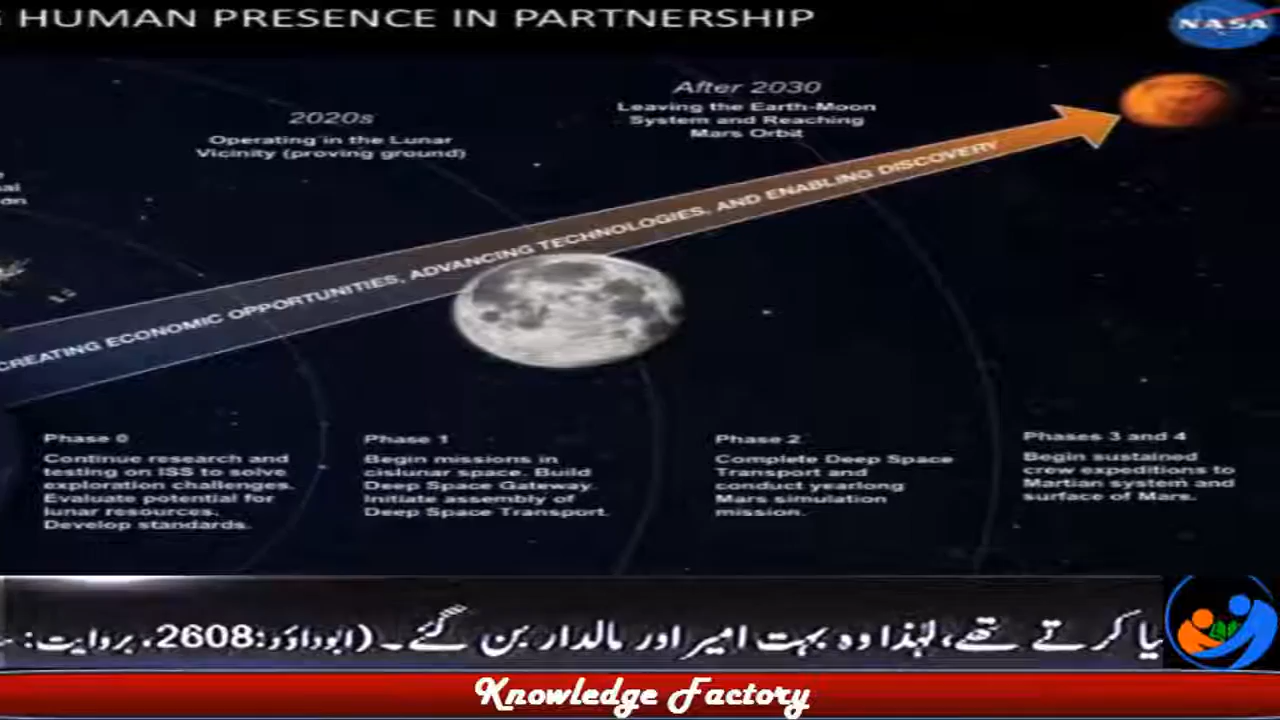 HUMAN PRESENCE IN PARTNERSHIP
NASA
2020s
Operating in the Lunar
Vicinity (proving ground)
After 2030
Leaving the Earth-Moon
System and Reaching
Mars Orbit
CREATING ECONOMIC OPPORTUNITIES, ADVANCING TECHNOLOGIES, AND ENABLING DISCOVERY
Phase 0
Continue research and
testing on ISS to solve
exploration challenges.
Evaluate potential for
lunar resources.
Develop standards.
Phase 1
Begin missions in
cislunar space. Build
Deep Space Gateway.
Initiate assembly of
Deep Space Transport.
Phase 2
Complete Deep Space
Transport and
conduct yearlong
Mars simulation
mission.
Phases 3 and 4
Begin sustained
crew expeditions to
Martian system and
surface of Mars.
یا کرتے تھے، لہٰذا وہ بہت امیر اور مالدار بن گئے۔ (ابوداؤد:2608، بروایت:
Knowledge Factory